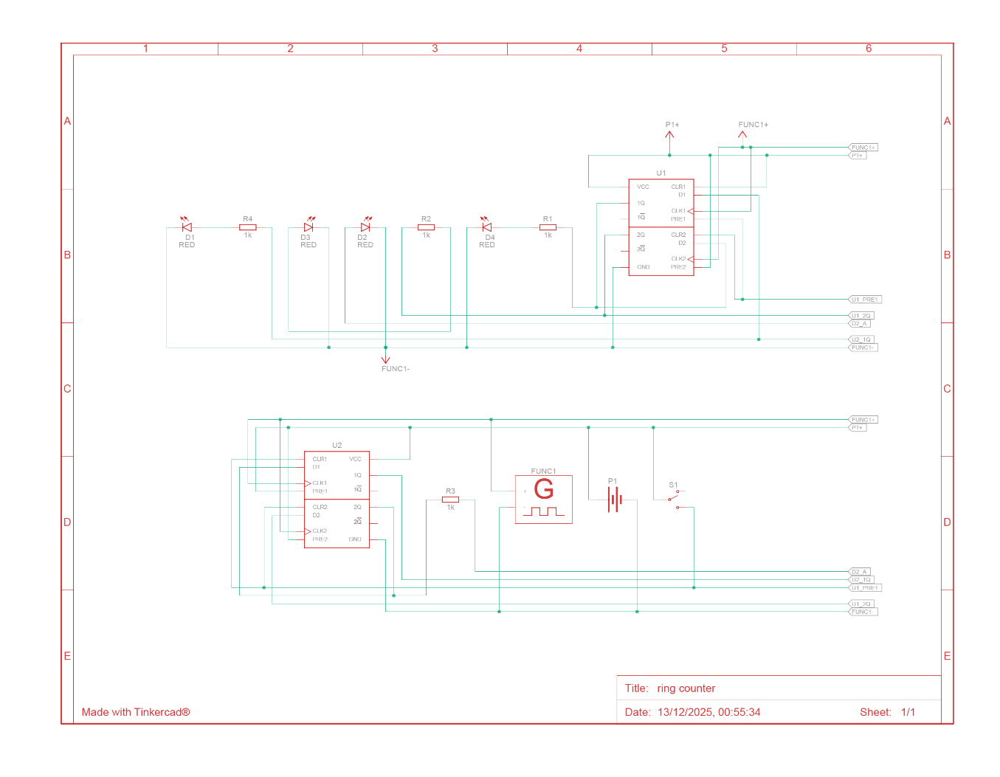 1 2 3 4 5 6
A A
P1+ FUNC1+
FUNC1+
P1+
U1
VCC CLR1
D1
1Q
CLK1
1Q PRE1
2Q CLR2
D2
2Q
CLK2
GND PRE2
R4 R2 R1
D1 1k D3 D2 1k D4 1k
RED RED RED RED
B B
U1_PRE1
U1_2Q
D2_A
U2_1Q
FUNC1-
FUNC1-
C C
FUNC1+
P1+
U2
CLR1 VCC
D1
1Q
CLK1
PRE1 1Q
CLR2 2Q
D2
2Q
CLK2
PRE2 GND
R3
1k
FUNC1
G
+
-
P1
S1
D D
D2_A
U2_1Q
U1_PRE1
U1_2Q
FUNC1-
E E
Title: ring counter
Made with Tinkercad®
Date: 13/12/2025, 00:55:34 Sheet: 1/1